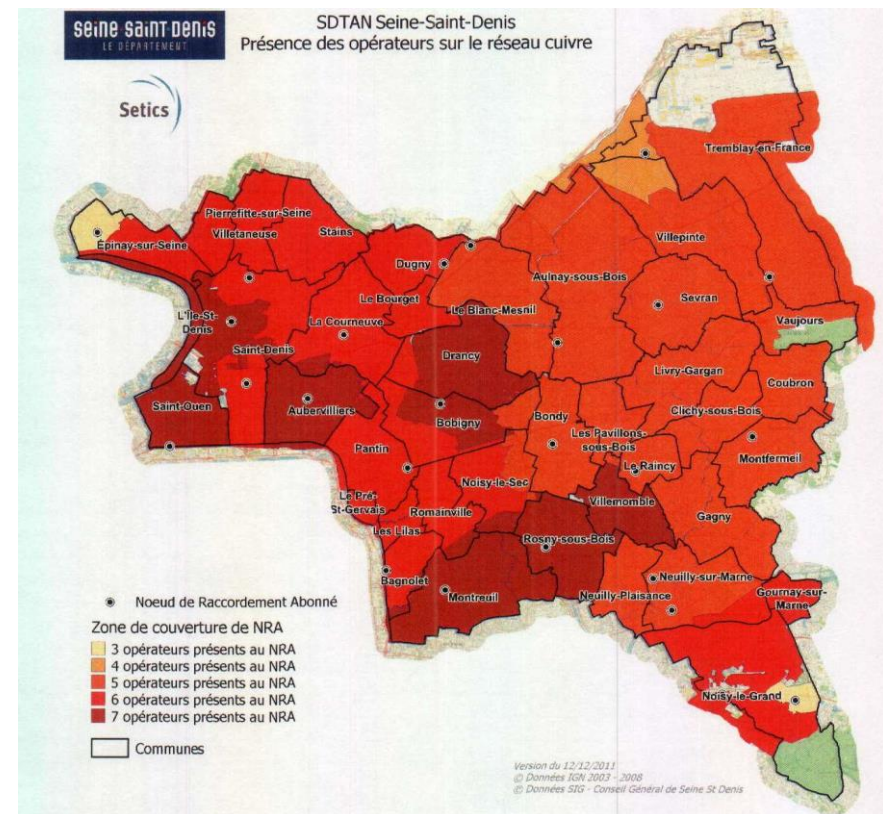 seine-saint-denis
LE DÉPARTEMENT
SDTAN Seine-Saint-Denis
Présence des opérateurs sur le réseau cuivre
Setics
Tremblay-en-France
Pierrefitte-sur-Seine
Villetaneuse
Stains
Épinay-sur-Seine
Villepinte
Dugny
Aulnay-sous-Bois
Le Bourget
Sevran
Le Blanc-Mesnil
L'Île-St-
Denis
La Courneuve
Vaujours
Saint-Denis
Drancy
Livry-Gargan
Coubron
Saint-Ouen
Aubervilliers
Bobigny
Bondy
Clichy-sous-Bois
Les Pavillons-
sous-Bois
Pantin
Montfermeil
Le Raincy
Noisy-le-Sec
Villemomble
Le Pré-
St-Gervais
Romainville
Gagny
Les Lilas
Rosny-sous-Bois
Bagnolet
Neuilly-sur-Marne
Montreuil
Neuilly-Plaisance
Gournay-sur-
Marne
Noisy-le-Grand
Noeud de Raccordement Abonné
Zone de couverture de NRA
3 opérateurs présents au NRA
4 opérateurs présents au NRA
5 opérateurs présents au NRA
6 opérateurs présents au NRA
7 opérateurs présents au NRA
Communes
Version du 12/12/2011
© Données IGN 2003 - 2008
© Données SIG - Conseil Général de Seine St Denis